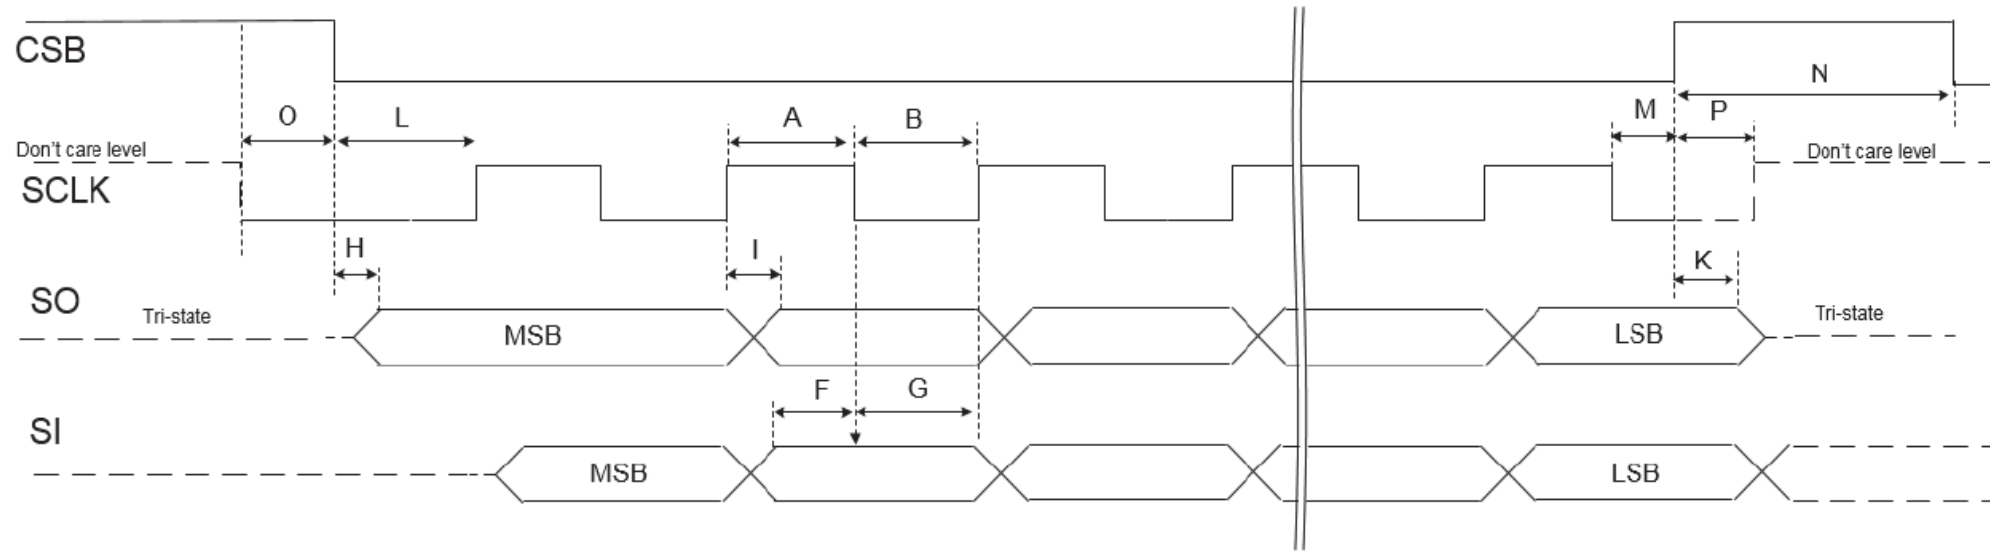 CSB
N
O
L
A
B
M
P
Don't care level
Don't care level
SCLK
H
I
K
SO
Tri-state
MSB
LSB
Tri-state
F
G
SI
MSB
LSB